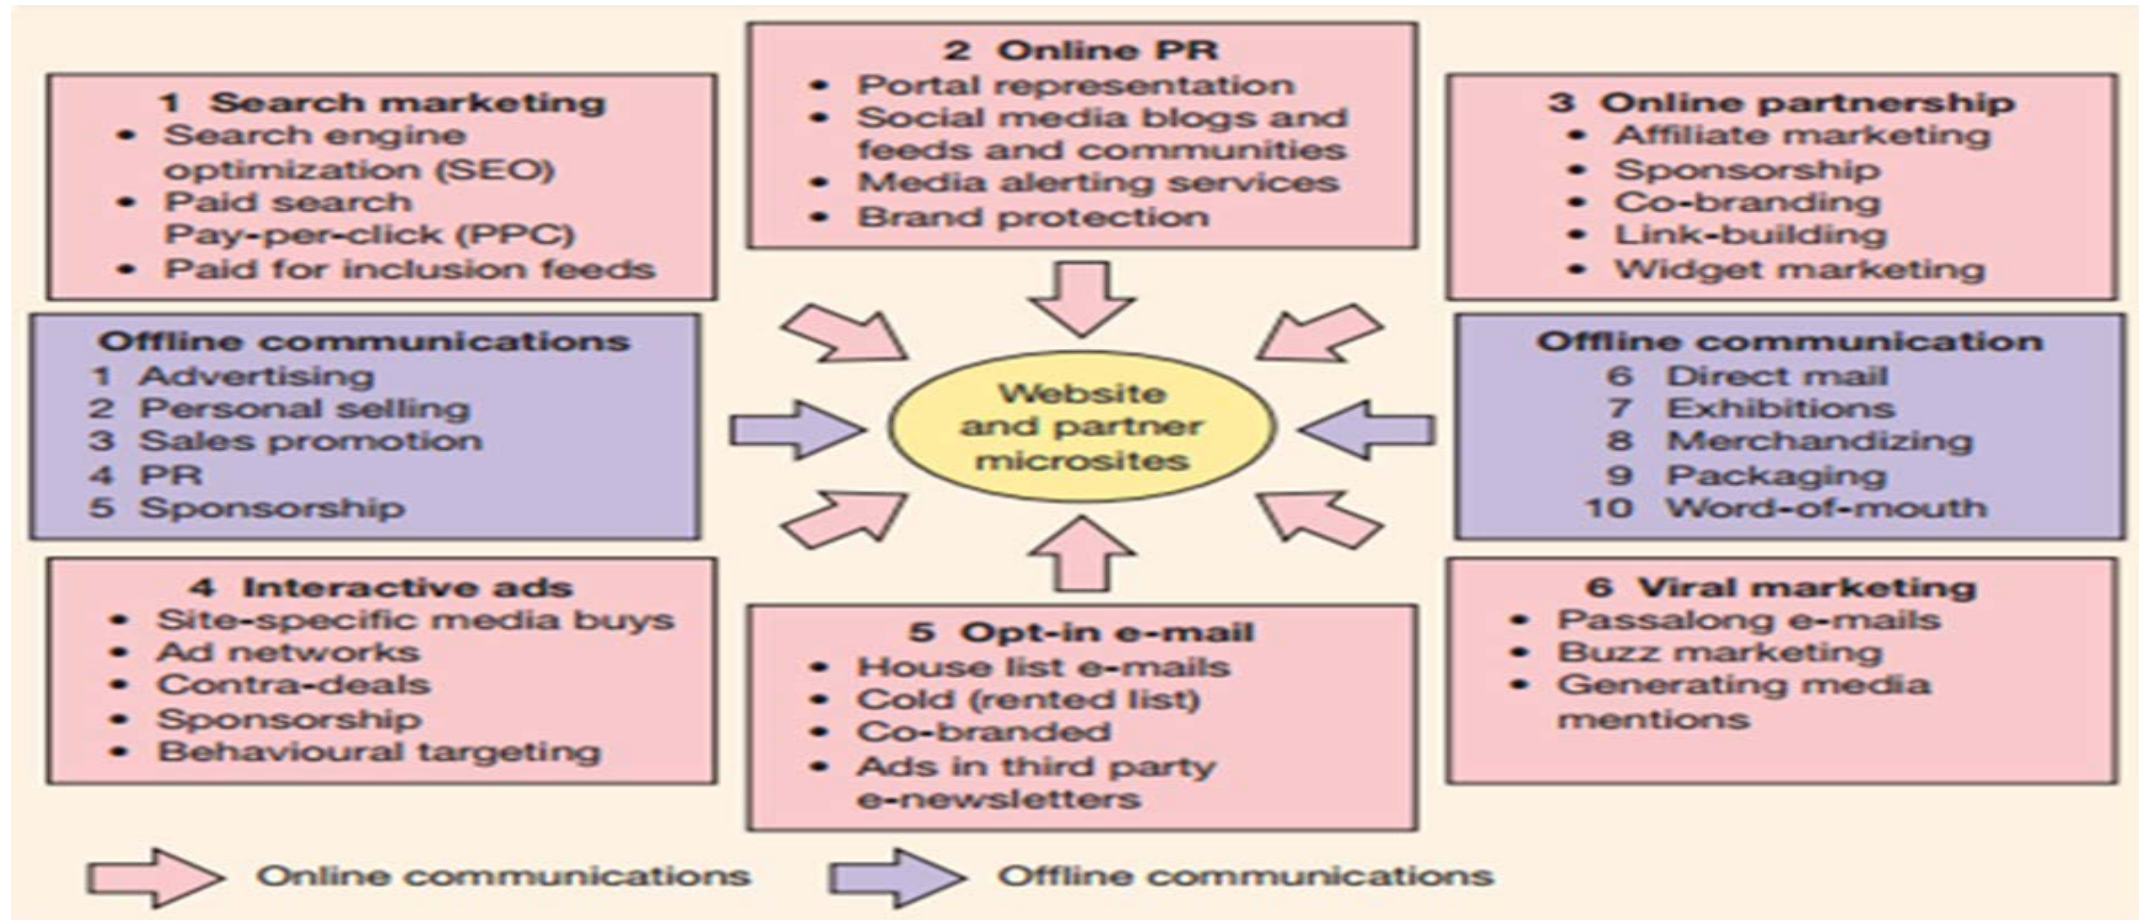 1 Search marketing
• Search engine
optimization (SEO)
• Paid search
Pay-per-click (PPC)
• Paid for inclusion feeds
2 Online PR
• Portal representation
• Social media blogs and
feeds and communities
• Media alerting services
• Brand protection
3 Online partnership
• Affiliate marketing
• Sponsorship
• Co-branding
• Link-building
• Widget marketing
Offline communications
1 Advertising
2 Personal selling
3 Sales promotion
4 PR
5 Sponsorship
Website
and partner
microsites
Offline communication
6 Direct mail
7 Exhibitions
8 Merchandizing
9 Packaging
10 Word-of-mouth
4 Interactive ads
• Site-specific media buys
• Ad networks
• Contra-deals
• Sponsorship
• Behavioural targeting
5 Opt-in e-mail
• House list e-mails
• Cold (rented list)
• Co-branded
• Ads in third party
e-newsletters
6 Viral marketing
• Passalong e-mails
• Buzz marketing
• Generating media
mentions
Online communications
Offline communications